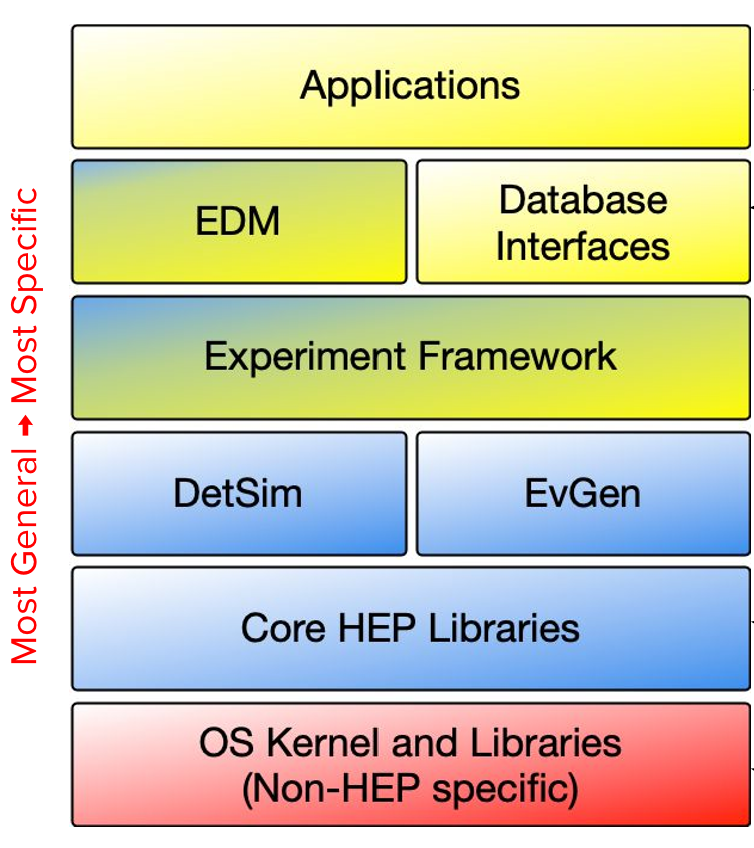 Applications
EDM
Database
Interfaces
Experiment Framework
DetSim
EvGen
Core HEP Libraries
OS Kernel and Libraries
(Non-HEP specific)
Most General → Most Specific